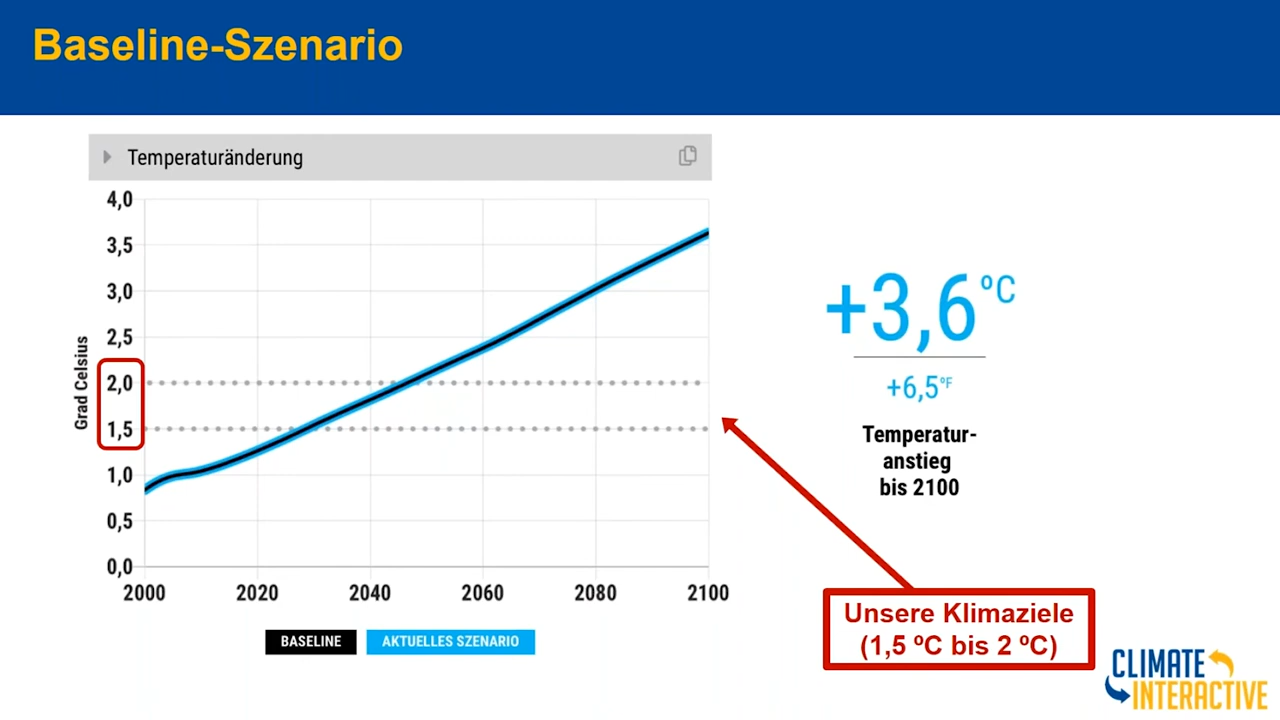 Baseline-Szenario
Temperaturänderung
Grad Celsius
4,0
3,5
3,0
2,5
2,0
1,5
1,0
0,5
0,0
2000 2020 2040 2060 2080 2100
BASELINE AKTUELLES SZENARIO
+3,6 ºC
+6,5 °F
Temperatur-
anstieg
bis 2100
Unsere Klimaziele
(1,5 ºC bis 2 ºC)
CLIMATE
INTERACTIVE